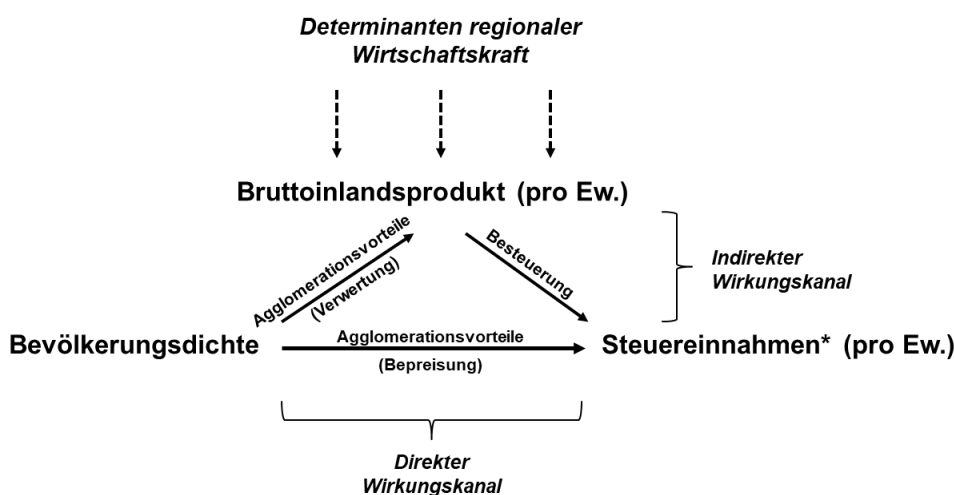 Determinanten regionaler
Wirtschaftskraft
Bruttoinlandsprodukt (pro Ew.)
Agglomerationsvorteile
(Verwertung)
Besteuerung
Indirekter
Wirkungskanal
Bevölkerungsdichte
Agglomerationsvorteile
(Bepreisung)
Steuereinnahmen* (pro Ew.)
Direkter
Wirkungskanal